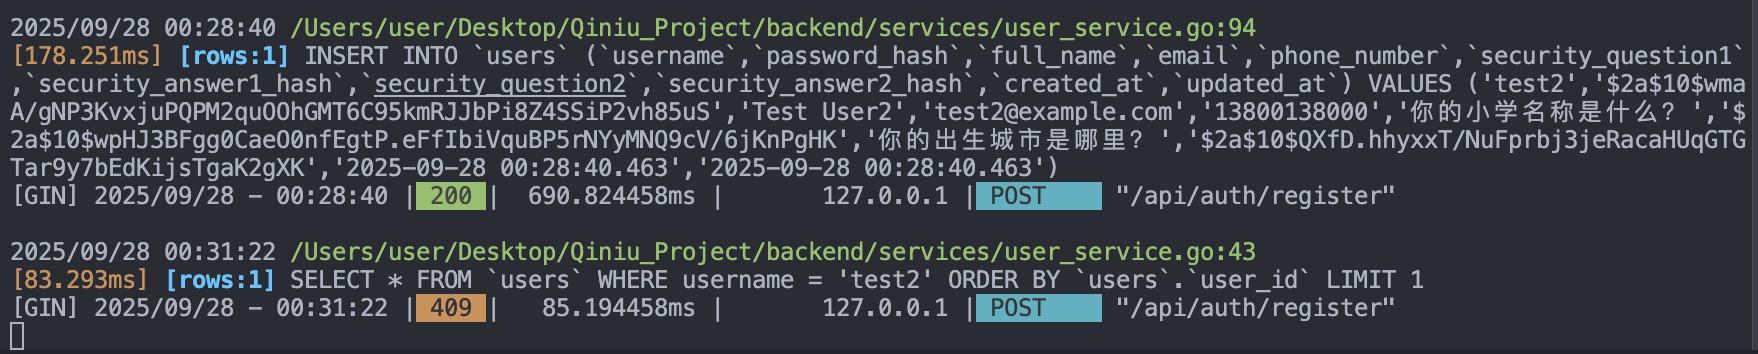 2025/09/28 00:28:40 /Users/user/Desktop/Qiniu_Project/backend/services/user_service.go:94
[178.251ms] [rows:1] INSERT INTO `users` (`username`,`password_hash`,`full_name`,`email`,`phone_number`,`security_question1`
,`security_answer1_hash`,`security_question2`,`security_answer2_hash`,`created_at`,`updated_at`) VALUES ('test2','$2a$10$wma
A/gNP3KvxjuPQPM2quOOhGMT6C95kmRJJbPi8Z4SSiP2vh85uS','Test User2','test2@example.com','13800138000','你的小学名称是什么？','$
2a$10$wpHJ3BFgg0CaeO0nfEgtP.eFfIbiVquBP5rNYyMNQ9cV/6jKnPgHK','你的出生城市是哪里？','$2a$10$QXfD.hhyxxT/NuFprbj3jeRacaHUqGTG
Tar9y7bEdKijsTgaK2gXK','2025-09-28 00:28:40.463','2025-09-28 00:28:40.463')
[GIN] 2025/09/28 - 00:28:40 | 200 | 690.824458ms | 127.0.0.1 | POST "/api/auth/register"
2025/09/28 00:31:22 /Users/user/Desktop/Qiniu_Project/backend/services/user_service.go:43
[83.293ms] [rows:1] SELECT * FROM `users` WHERE username = 'test2' ORDER BY `users`.`user_id` LIMIT 1
[GIN] 2025/09/28 - 00:31:22 | 409 | 85.194458ms | 127.0.0.1 | POST "/api/auth/register"